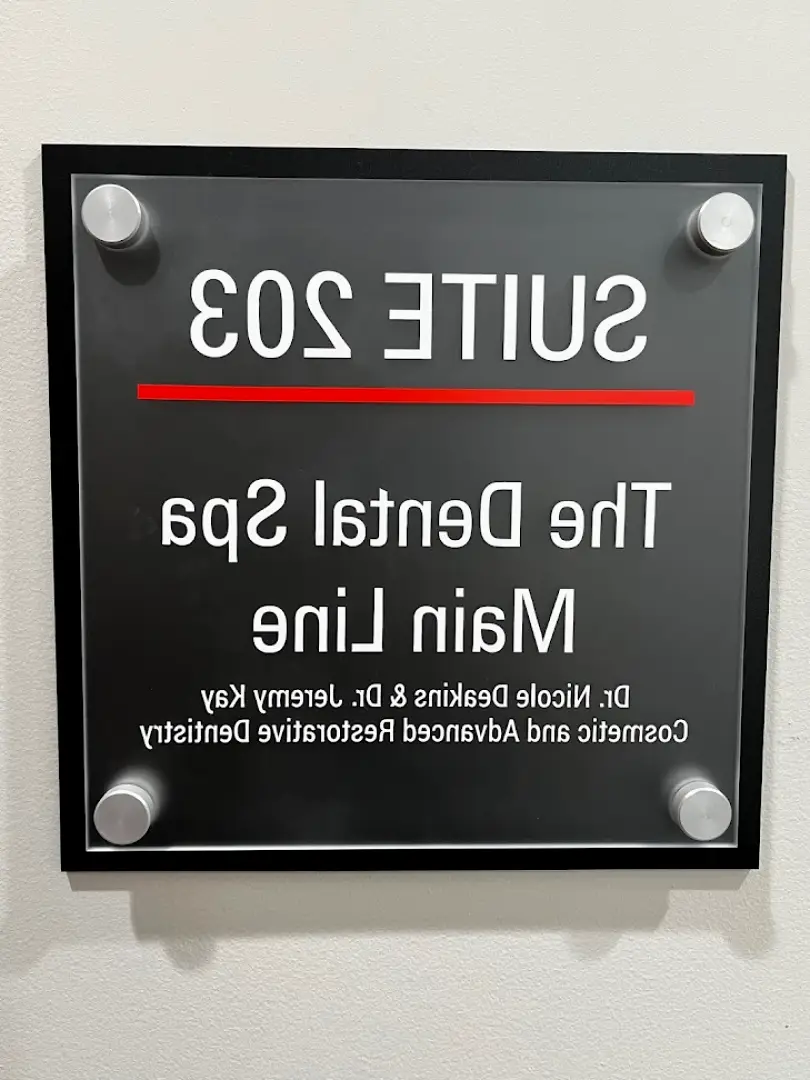 SUITE 203
The Dental Spa
Main Line
Dr. Nicole Deakins & Dr. Jeremy Kay
Cosmetic and Advanced Restorative Dentistry